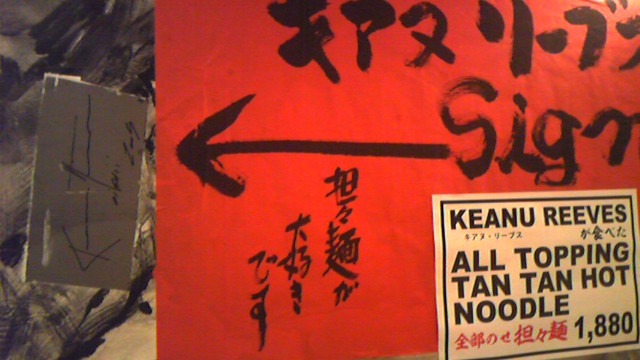 キアヌ リーブ
Sign
担々麺が
大好き
です
KEANU REEVES
キアヌ・リーブス
が食べた
ALL TOPPING
TAN TAN HOT
NOODLE
全部のせ担々麺 1,880